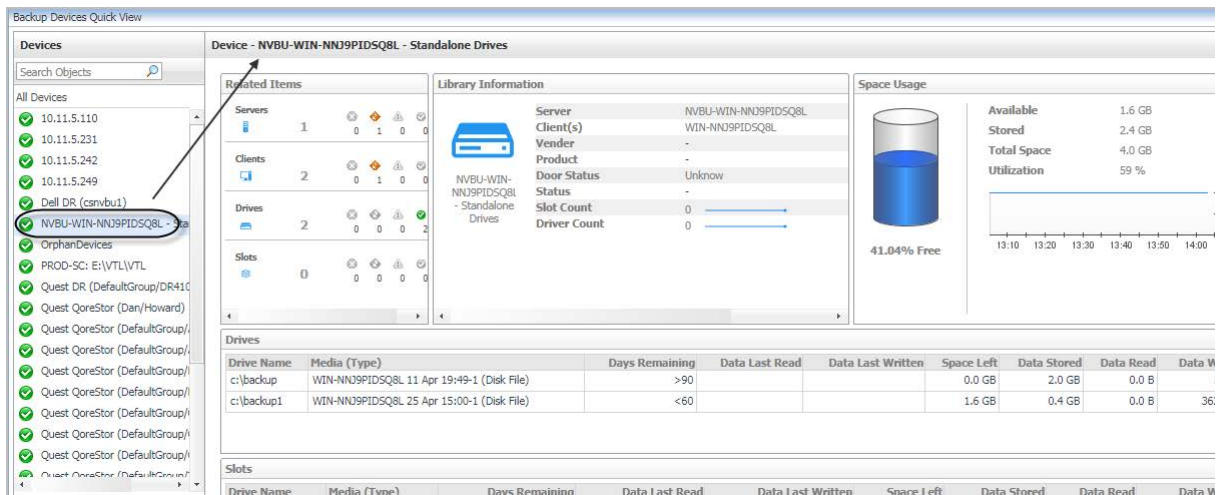 Backup Devices Quick View
Devices
Search Objects
All Devices
10.11.5.110
10.11.5.231
10.11.5.242
10.11.5.249
Dell DR (csnvbu1)
NVBU-WIN-NNJ9PIDSQ8L - Sta
OrphanDevices
PROD-SC: E:\VTL\VTL
Quest DR (DefaultGroup/DR410
Quest QoreStor (Dan/Howard)
Quest QoreStor (DefaultGroup/
Quest QoreStor (DefaultGroup/
Quest QoreStor (DefaultGroup/
Quest QoreStor (DefaultGroup/
Quest QoreStor (DefaultGroup/
Quest QoreStor (DefaultGroup/
Quest QoreStor (DefaultGroup/
Quest QoreStor (DefaultGroup/
Device - NVBU-WIN-NNJ9PIDSQ8L - Standalone Drives
Related Items
Servers 1 0 1 0 0
Clients 2 0 1 0 0
Drives 2 0 0 0 2
Slots 0 0 0 0 0
Library Information
NVBU-WIN-
NNJ9PIDSQ8L
- Standalone
Drives
Server NVBU-WIN-NNJ9PIDSQ8L
Client(s) WIN-NNJ9PIDSQ8L
Vender -
Product -
Door Status Unknow
Status -
Slot Count 0
Driver Count 0
Space Usage
41.04% Free
Available 1.6 GB
Stored 2.4 GB
Total Space 4.0 GB
Utilization 59 %
13:10 13:20 13:30 13:40 13:50 14:00
Drives
Drive Name Media (Type) Days Remaining Data Last Read Data Last Written Space Left Data Stored Data Read Data W
c:\backup WIN-NNJ9PIDSQ8L 11 Apr 19:49-1 (Disk File) >90 0.0 GB 2.0 GB 0.0 B
c:\backup1 WIN-NNJ9PIDSQ8L 25 Apr 15:00-1 (Disk File) <60 1.6 GB 0.4 GB 0.0 B 36
Slots
Drive Name Media (Type) Days Remaining Data Last Read Data Last Written Space Left Data Stored Data Read Data W